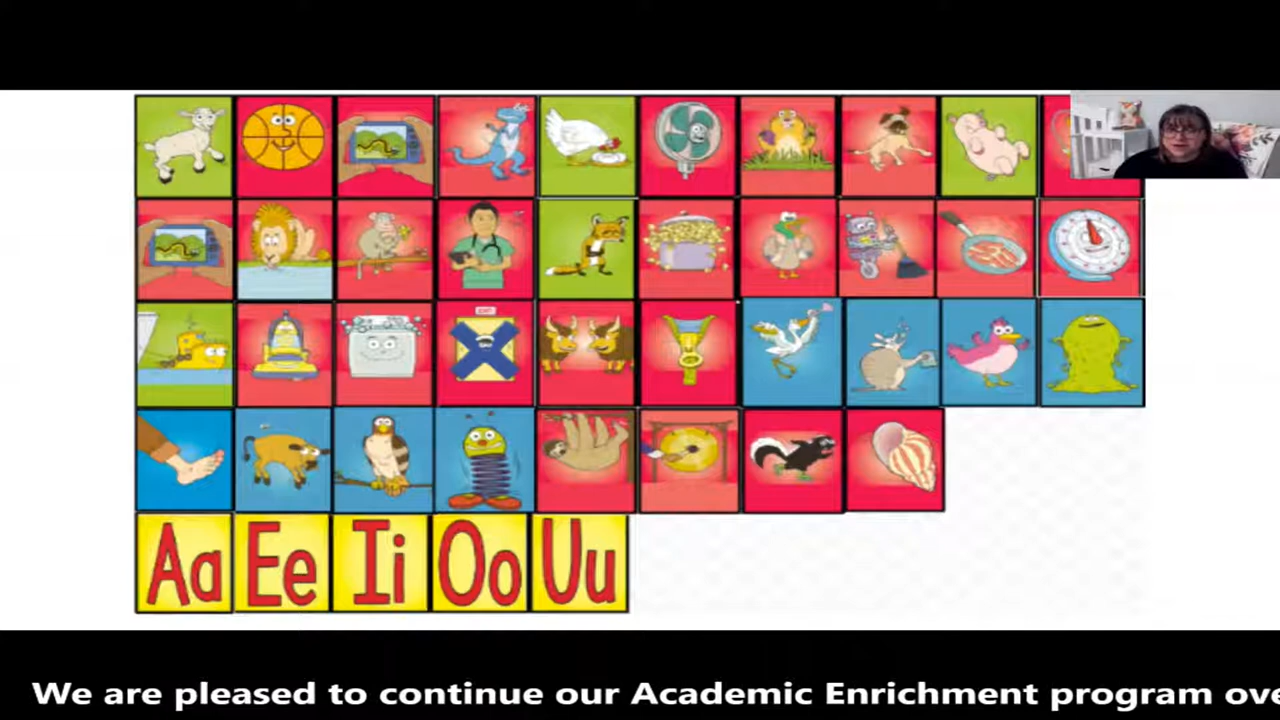 Aa Ee Ii Oo Uu
We are pleased to continue our Academic Enrichment program ove